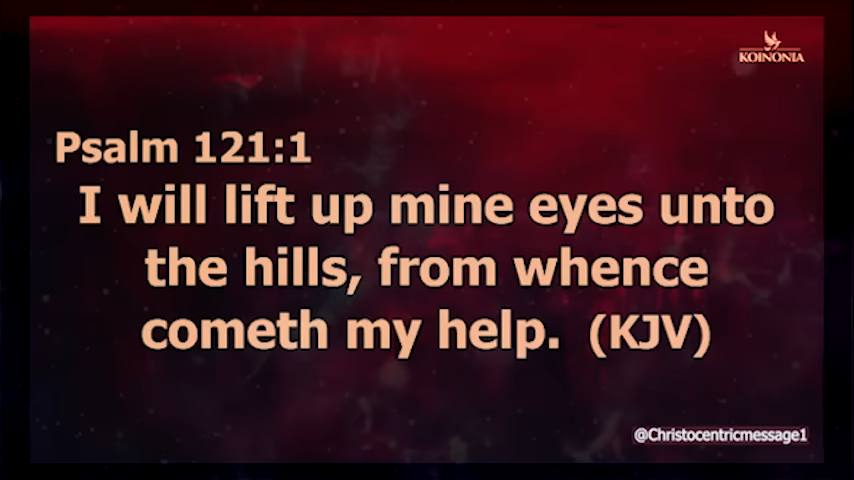 KOINONIA
Psalm 121:1
I will lift up mine eyes unto
the hills, from whence
cometh my help. (KJV)
@Christocentricmessage1